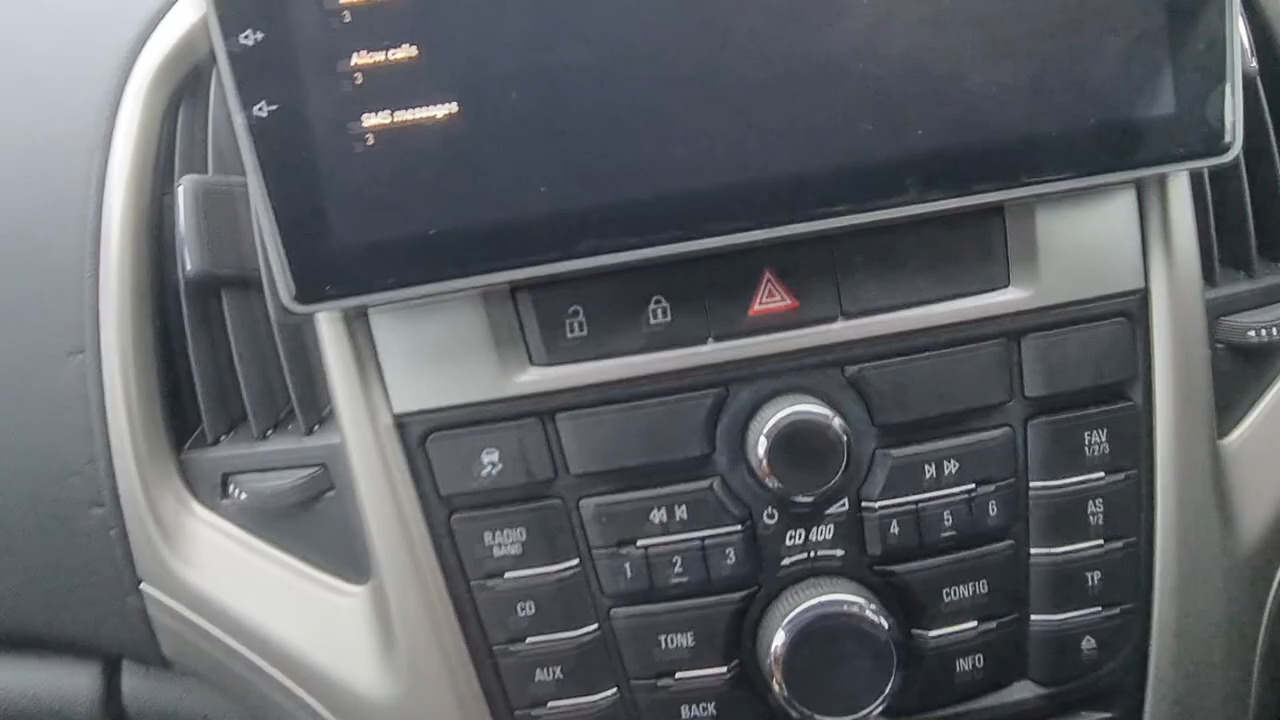 3
Allow calls
3
SMS messages
3
FAV
1/2/3
RADIO
BAND
1
2
3
CD 400
4
5
6
AS
1/2
CD
TONE
CONFIG
TP
AUX
INFO
BACK